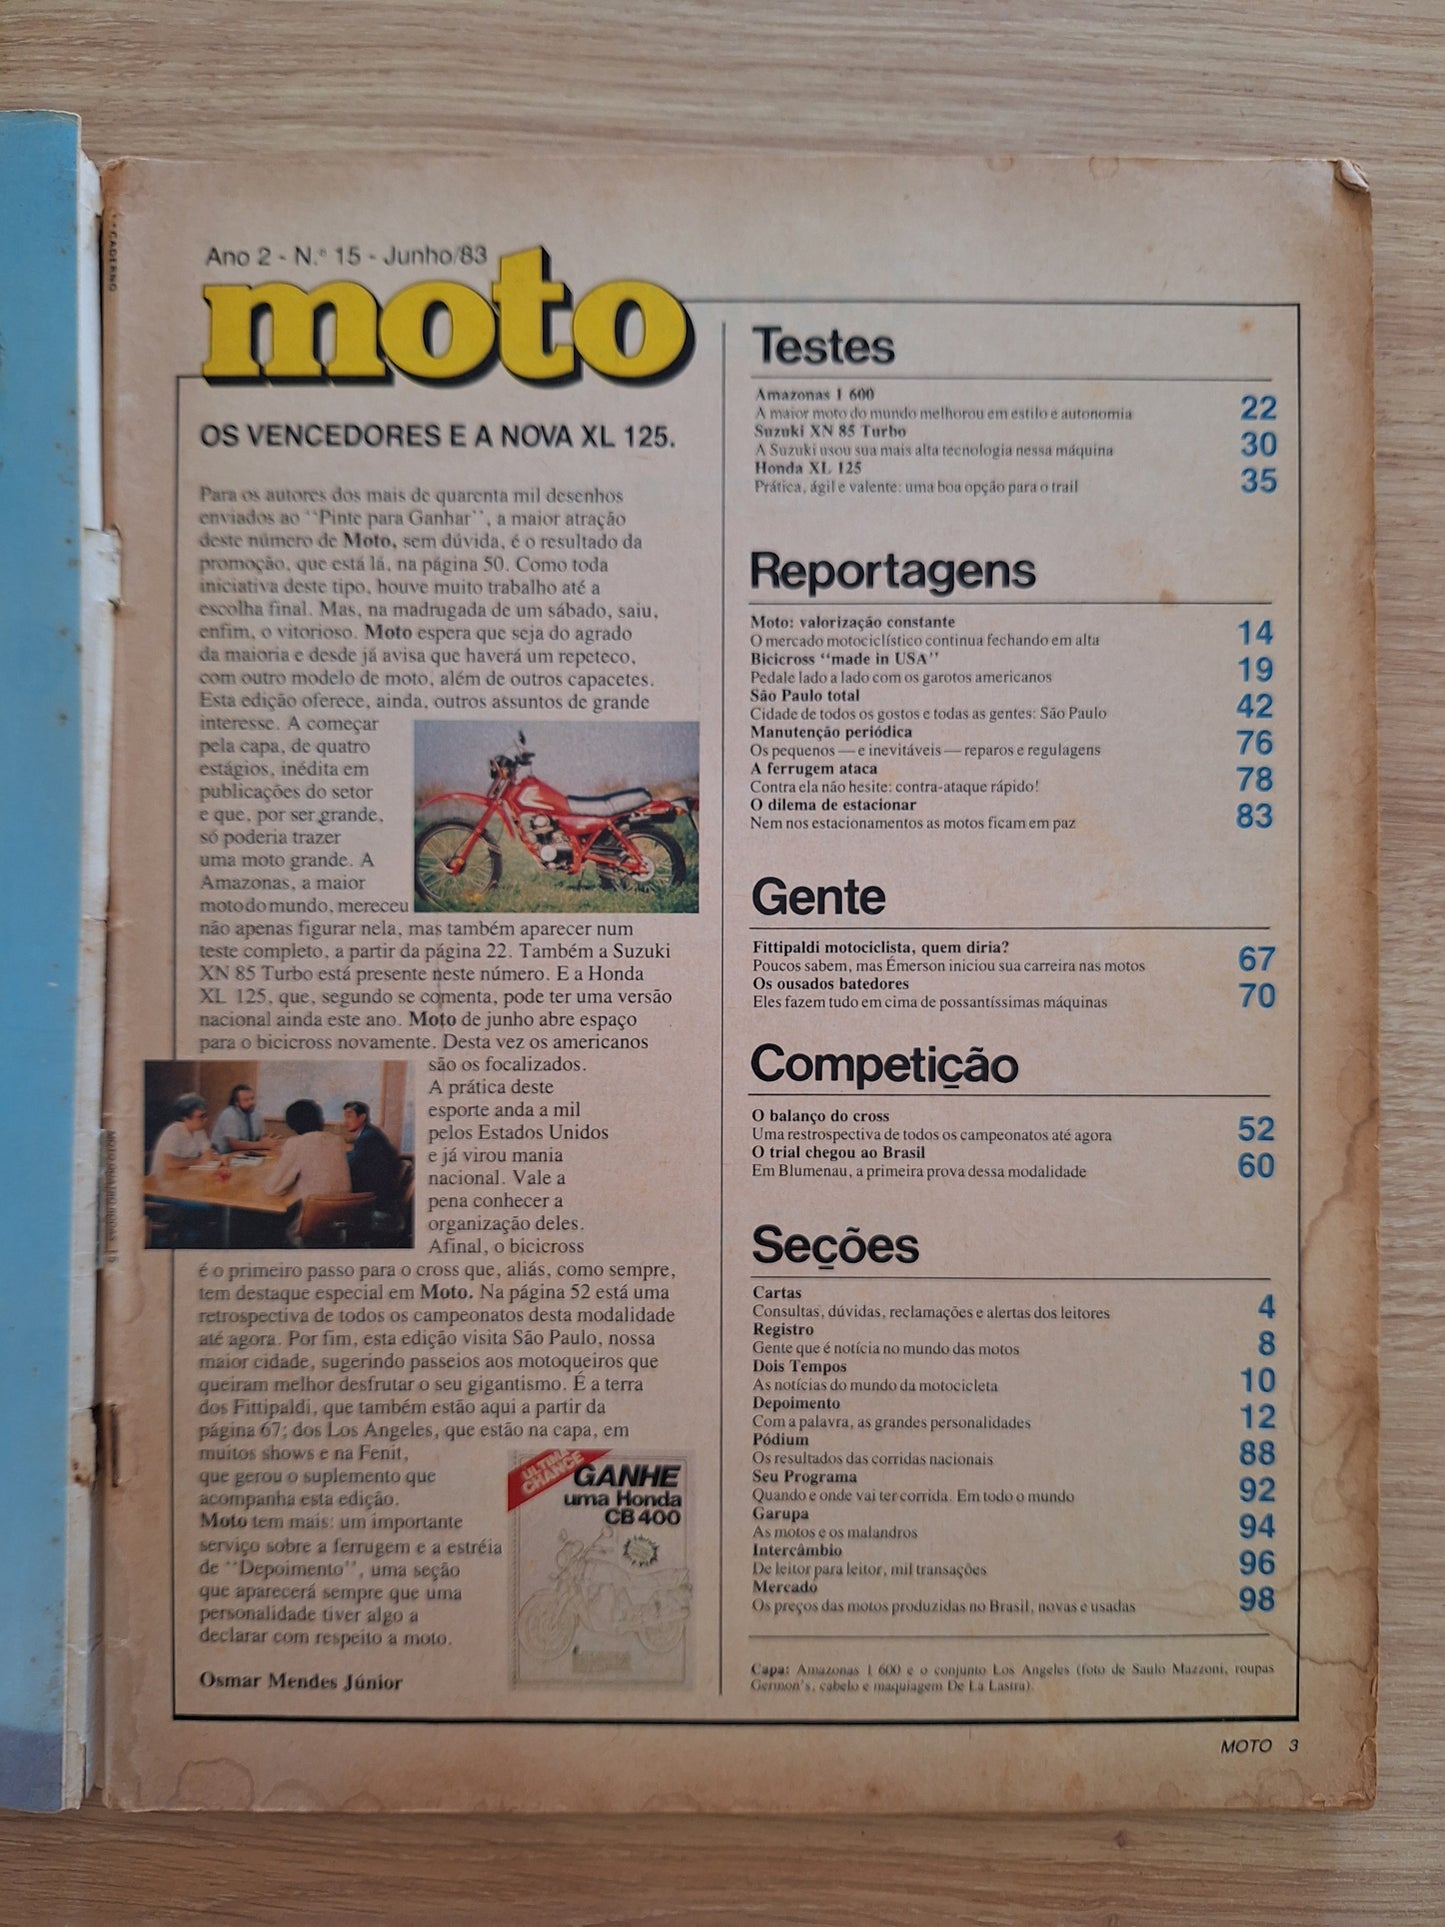 1º CADERNO
Ano 2 - N.º 15 - Junho/83
moto
OS VENCEDORES E A NOVA XL 125.
Para os autores dos mais de quarenta mil desenhos
enviados ao "Pinte para Ganhar", a maior atração
deste número de Moto, sem dúvida, é o resultado da
promoção, que está lá, na página 50. Como toda
iniciativa deste tipo, houve muito trabalho até a
escolha final. Mas, na madrugada de um sábado, saiu,
enfim, o vitorioso. Moto espera que seja do agrado
da maioria e desde já avisa que haverá um repeteco,
com outro modelo de moto, além de outros capacetes.
Esta edição oferece, ainda, outros assuntos de grande
interesse. A começar
pela capa, de quatro
estágios, inédita em
publicações do setor
e que, por ser grande,
só poderia trazer
uma moto grande. A
Amazonas, a maior
moto do mundo, mereceu
não apenas figurar nela, mas também aparecer num
teste completo, a partir da página 22. Também a Suzuki
XN 85 Turbo está presente neste número. E a Honda
XL 125, que, segundo se comenta, pode ter uma versão
nacional ainda este ano. Moto de junho abre espaço
para o bicicross novamente. Desta vez os americanos
são os focalizados.
A prática deste
esporte anda a mil
pelos Estados Unidos
e já virou mania
nacional. Vale a
pena conhecer a
organização deles.
Afinal, o bicicross
é o primeiro passo para o cross que, aliás, como sempre,
tem destaque especial em Moto. Na página 52 está uma
retrospectiva de todos os campeonatos desta modalidade
até agora. Por fim, esta edição visita São Paulo, nossa
maior cidade, sugerindo passeios aos motoqueiros que
queiram melhor desfrutar o seu gigantismo. É a terra
dos Fittipaldi, que também estão aqui a partir da
página 67; dos Los Angeles, que estão na capa, em
muitos shows e na Fenit,
que gerou o suplemento que
acompanha esta edição.
Moto tem mais: um importante
serviço sobre a ferrugem e a estréia
de "Depoimento", uma seção
que aparecerá sempre que uma
personalidade tiver algo a
declarar com respeito a moto.
Osmar Mendes Júnior
ULTIMA
CHANCE
GANHE
uma Honda
CB 400
Testes
Amazonas 1 600
A maior moto do mundo melhorou em estilo e autonomia 22
Suzuki XN 85 Turbo
A Suzuki usou sua mais alta tecnologia nessa máquina 30
Honda XL 125
Prática, ágil e valente: uma boa opção para o trail 35
Reportagens
Moto: valorização constante
O mercado motociclístico continua fechando em alta 14
Bicicross "made in USA"
Pedale lado a lado com os garotos americanos 19
São Paulo total
Cidade de todos os gostos e todas as gentes: São Paulo 42
Manutenção periódica
Os pequenos — e inevitáveis — reparos e regulagens 76
A ferrugem ataca
Contra ela não hesite: contra-ataque rápido! 78
O dilema de estacionar
Nem nos estacionamentos as motos ficam em paz 83
Gente
Fittipaldi motociclista, quem diria?
Poucos sabem, mas Émerson iniciou sua carreira nas motos 67
Os ousados batedores
Eles fazem tudo em cima de possantíssimas máquinas 70
Competição
O balanço do cross
Uma restrospectiva de todos os campeonatos até agora 52
O trial chegou ao Brasil
Em Blumenau, a primeira prova dessa modalidade 60
Seções
Cartas
Consultas, dúvidas, reclamações e alertas dos leitores 4
Registro
Gente que é notícia no mundo das motos 8
Dois Tempos
As notícias do mundo da motocicleta 10
Depoimento
Com a palavra, as grandes personalidades 12
Pódium
Os resultados das corridas nacionais 88
Seu Programa
Quando e onde vai ter corrida. Em todo o mundo 92
Garupa
As motos e os malandros 94
Intercâmbio
De leitor para leitor, mil transações 96
Mercado
Os preços das motos produzidas no Brasil, novas e usadas 98
Capa: Amazonas 1 600 e o conjunto Los Angeles (foto de Saulo Mazzoni, roupas
Germon's, cabelo e maquiagem De La Lastra).
MOTO 3